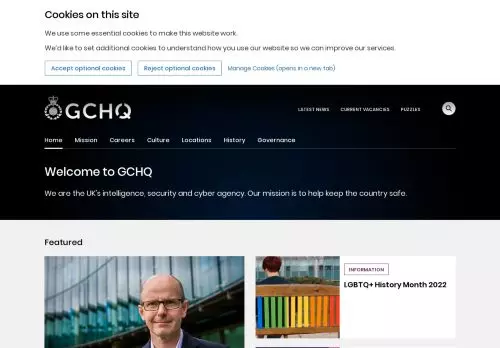 Cookies on this site
We use some essential cookies to make this website work.
We'd like to set additional cookies to understand how you use our website so we can improve our services.
Accept optional cookies
Reject optional cookies
Manage Cookies (opens in a new tab)
GCHQ
LATEST NEWS
CURRENT VACANCIES
PUZZLES
Home
Mission
Careers
Culture
Locations
History
Governance
Welcome to GCHQ
We are the UK's intelligence, security and cyber agency. Our mission is to help keep the country safe.
Featured
INFORMATION
LGBTQ+ History Month 2022